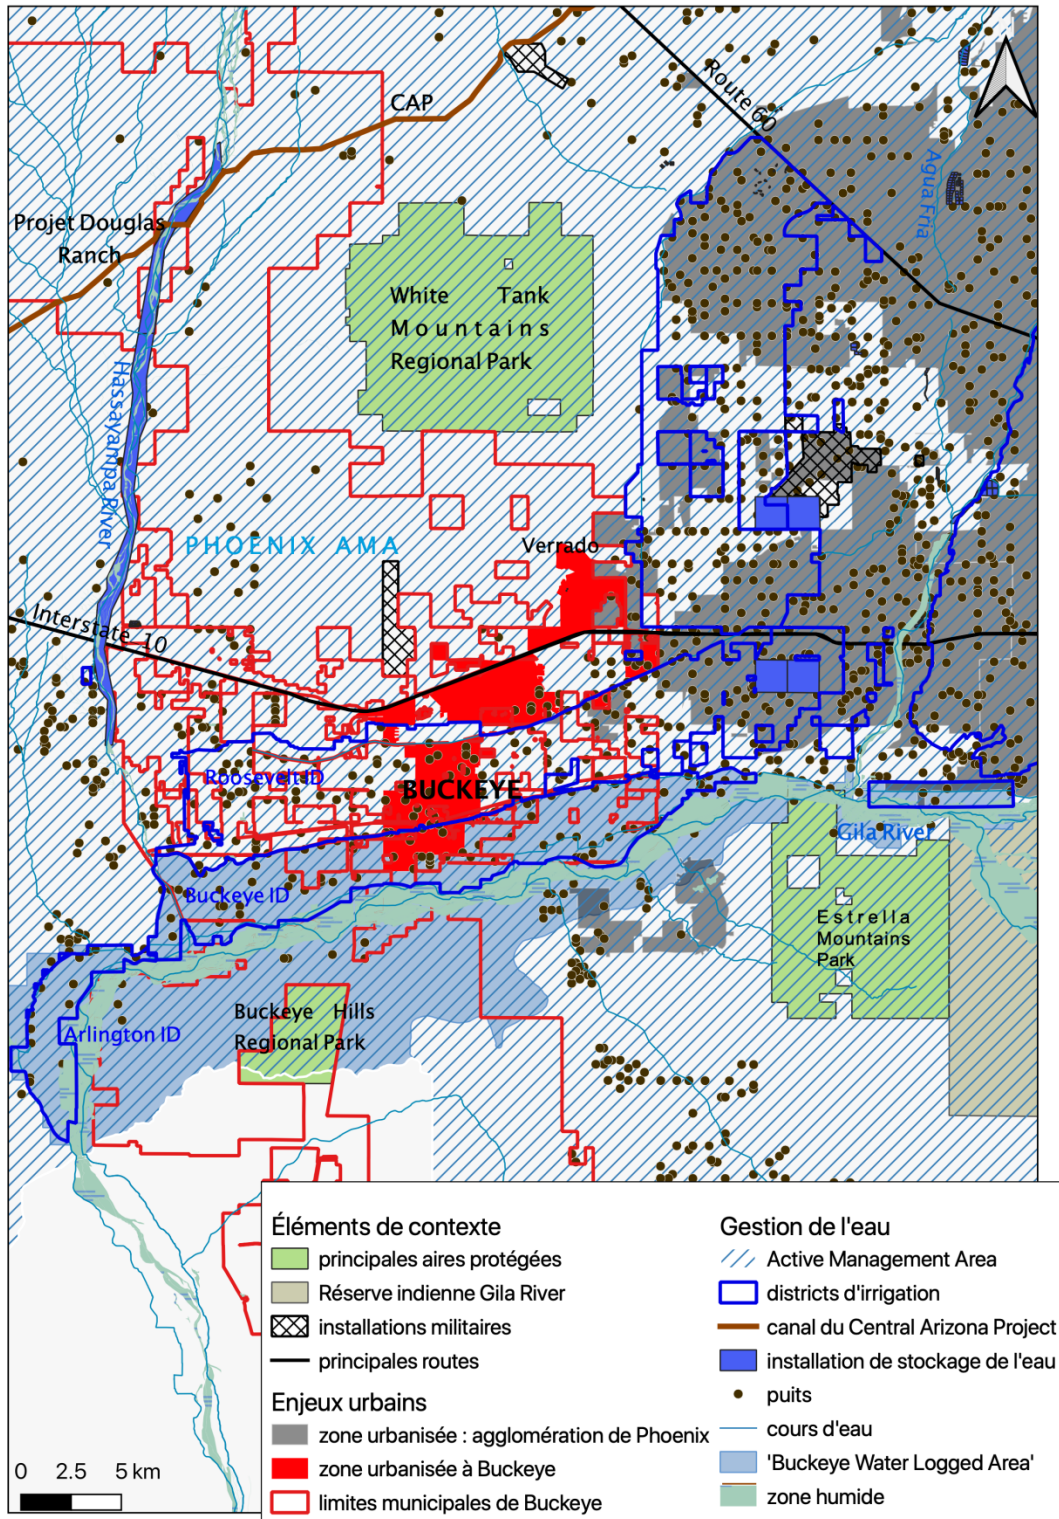 Route 60
CAP
Agua Fria
Projet Douglas
Ranch
White Tank
Mountains
Regional Park
Hassayampa River
PHOENIX AMA
Verrado
Interstate 10
Roosevelt ID
BUCKEYE
Gila River
Buckeye ID
Estrella
Mountains
Park
Buckeye Hills
Regional Park
Arlington ID
Éléments de contexte
principales aires protégées
Réserve indienne Gila River
installations militaires
principales routes
Enjeux urbains
zone urbanisée : agglomération de Phoenix
zone urbanisée à Buckeye
limites municipales de Buckeye
Gestion de l'eau
Active Management Area
districts d'irrigation
canal du Central Arizona Project
installation de stockage de l'eau
puits
cours d'eau
'Buckeye Water Logged Area'
zone humide
0 2.5 5 km